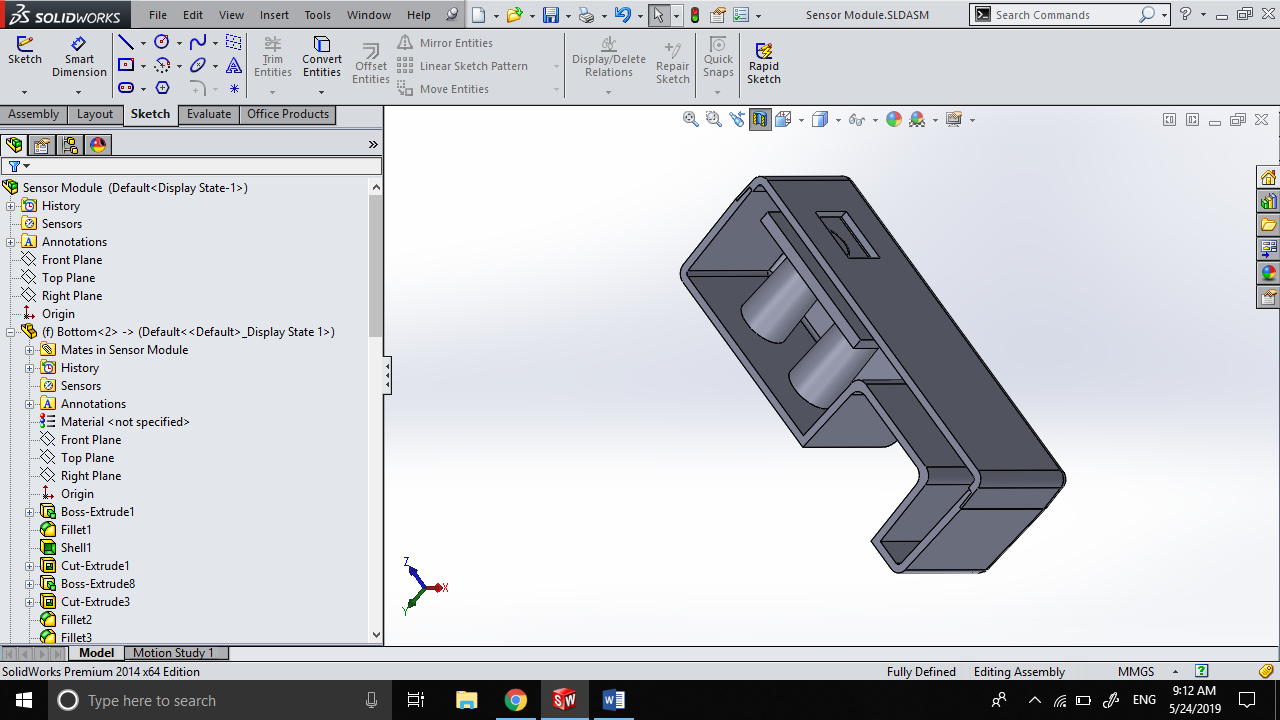 SOLIDWORKS File Edit View Insert Tools Window Help Sensor Module.SLDASM Search Commands ?
Sketch Smart Dimension Trim Entities Convert Entities Offset Entities Mirror Entities Linear Sketch Pattern Move Entities Display/Delete Relations Repair Sketch Quick Snaps Rapid Sketch
Assembly Layout Sketch Evaluate Office Products
Sensor Module (Default<Display State-1>)
History
Sensors
Annotations
Front Plane
Top Plane
Right Plane
Origin
(f) Bottom<2> -> (Default<<Default>_Display State 1>)
Mates in Sensor Module
History
Sensors
Annotations
Material <not specified>
Front Plane
Top Plane
Right Plane
Origin
Boss-Extrude1
Fillet1
Shell1
Cut-Extrude1
Boss-Extrude8
Cut-Extrude3
Fillet2
Fillet3
Z
X
Y
Model Motion Study 1
SolidWorks Premium 2014 x64 Edition Fully Defined Editing Assembly MMGS ?
Type here to search ENG 9:12 AM
5/24/2019